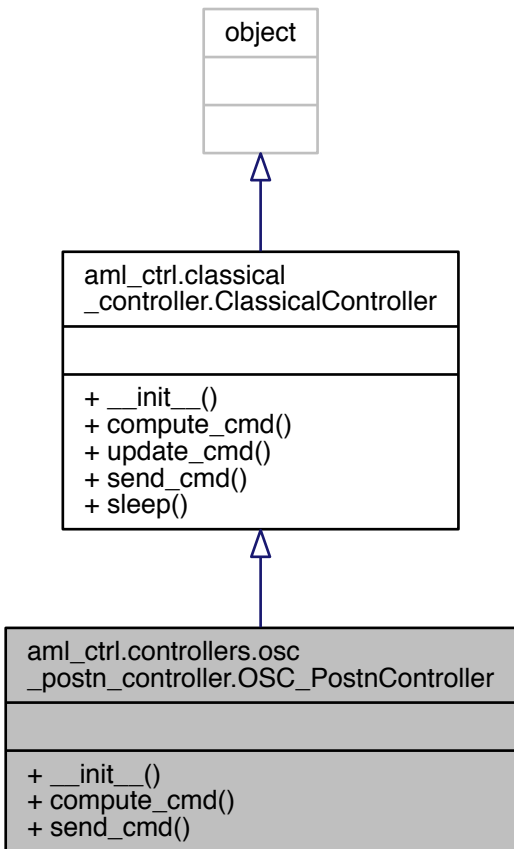 object
aml_ctrl.classical
_controller.ClassicalController
+ __init__()
+ compute_cmd()
+ update_cmd()
+ send_cmd()
+ sleep()
aml_ctrl.controllers.osc
_postn_controller.OSC_PostnController
+ __init__()
+ compute_cmd()
+ send_cmd()